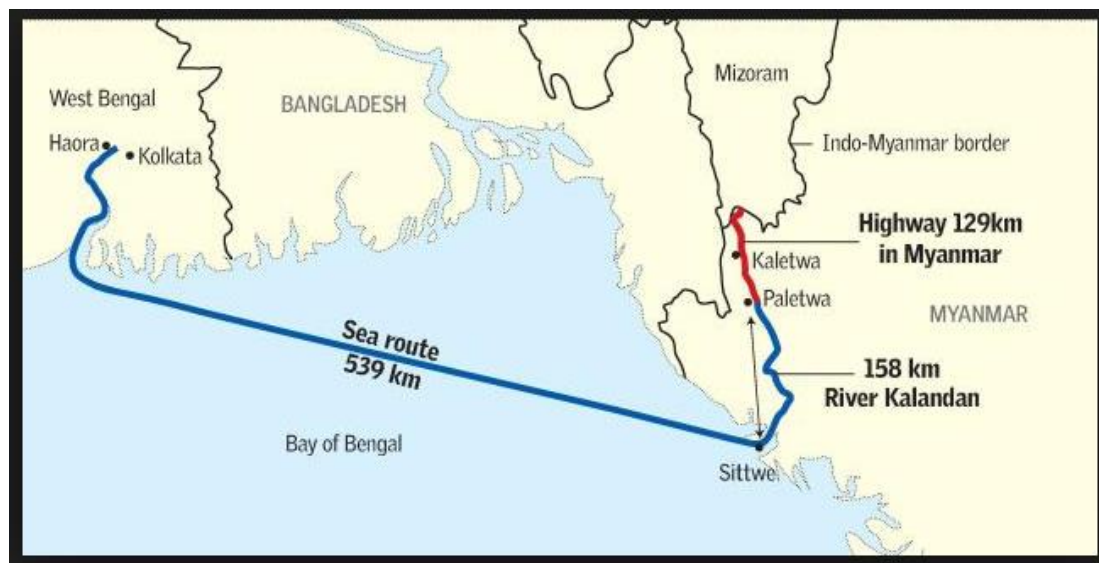 Mizoram
West Bengal
BANGLADESH
Haora
Kolkata
Indo-Myanmar border
Highway 129km
in Myanmar
Kaletwa
Paletwa
MYANMAR
Sea route
539 km
158 km
River Kalandan
Bay of Bengal
Sittwe